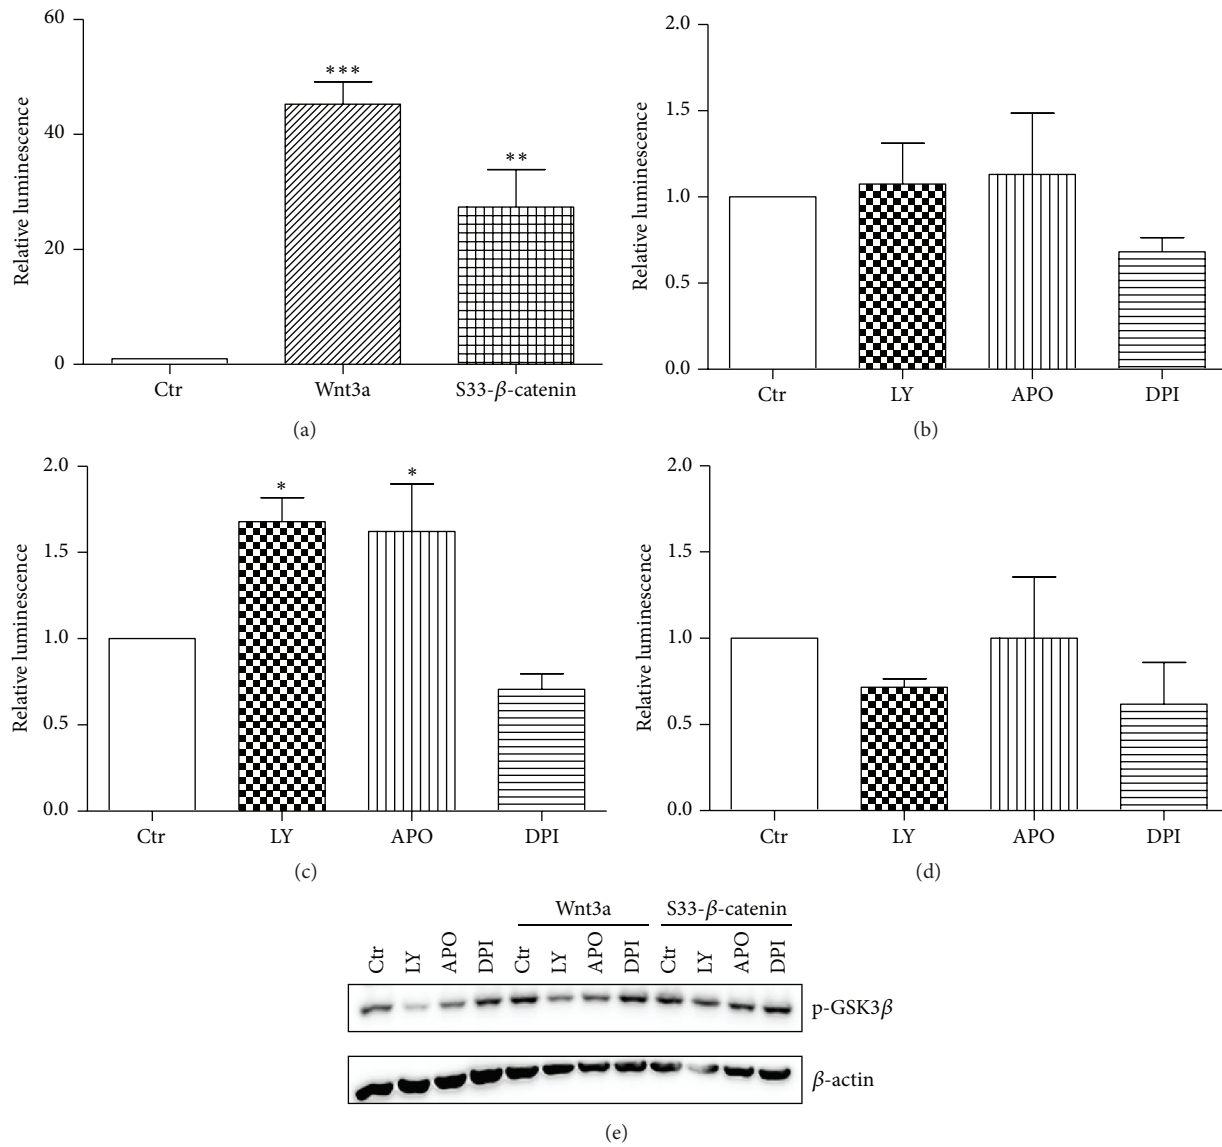 60
40
20
0
Relative luminescence
***
**
Ctr
Wnt3a
S33-β-catenin
(a)
2.0
1.5
1.0
0.5
0.0
Relative luminescence
Ctr
LY
APO
DPI
(b)
2.0
1.5
1.0
0.5
0.0
Relative luminescence
*
*
Ctr
LY
APO
DPI
(c)
2.0
1.5
1.0
0.5
0.0
Relative luminescence
Ctr
LY
APO
DPI
(d)
Wnt3a
S33-β-catenin
Ctr
LY
APO
DPI
Ctr
LY
APO
DPI
Ctr
LY
APO
DPI
p-GSK3β
β-actin
(e)